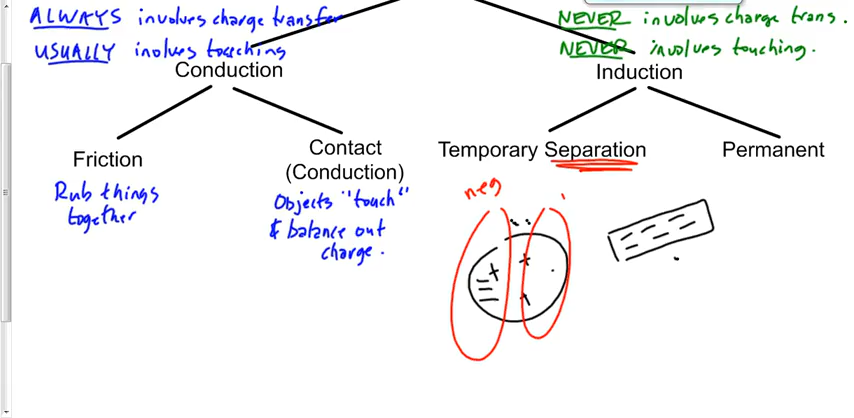 ALWAYS involves charge transfer
USUALLY inolves touching
NEVER involves charge trans.
NEVER involves touching.
Conduction
Induction
Friction
Contact
(Conduction)
Temporary Separation
Permanent
Rub things
together
Objects "touch"
& balance out
charge.
neg